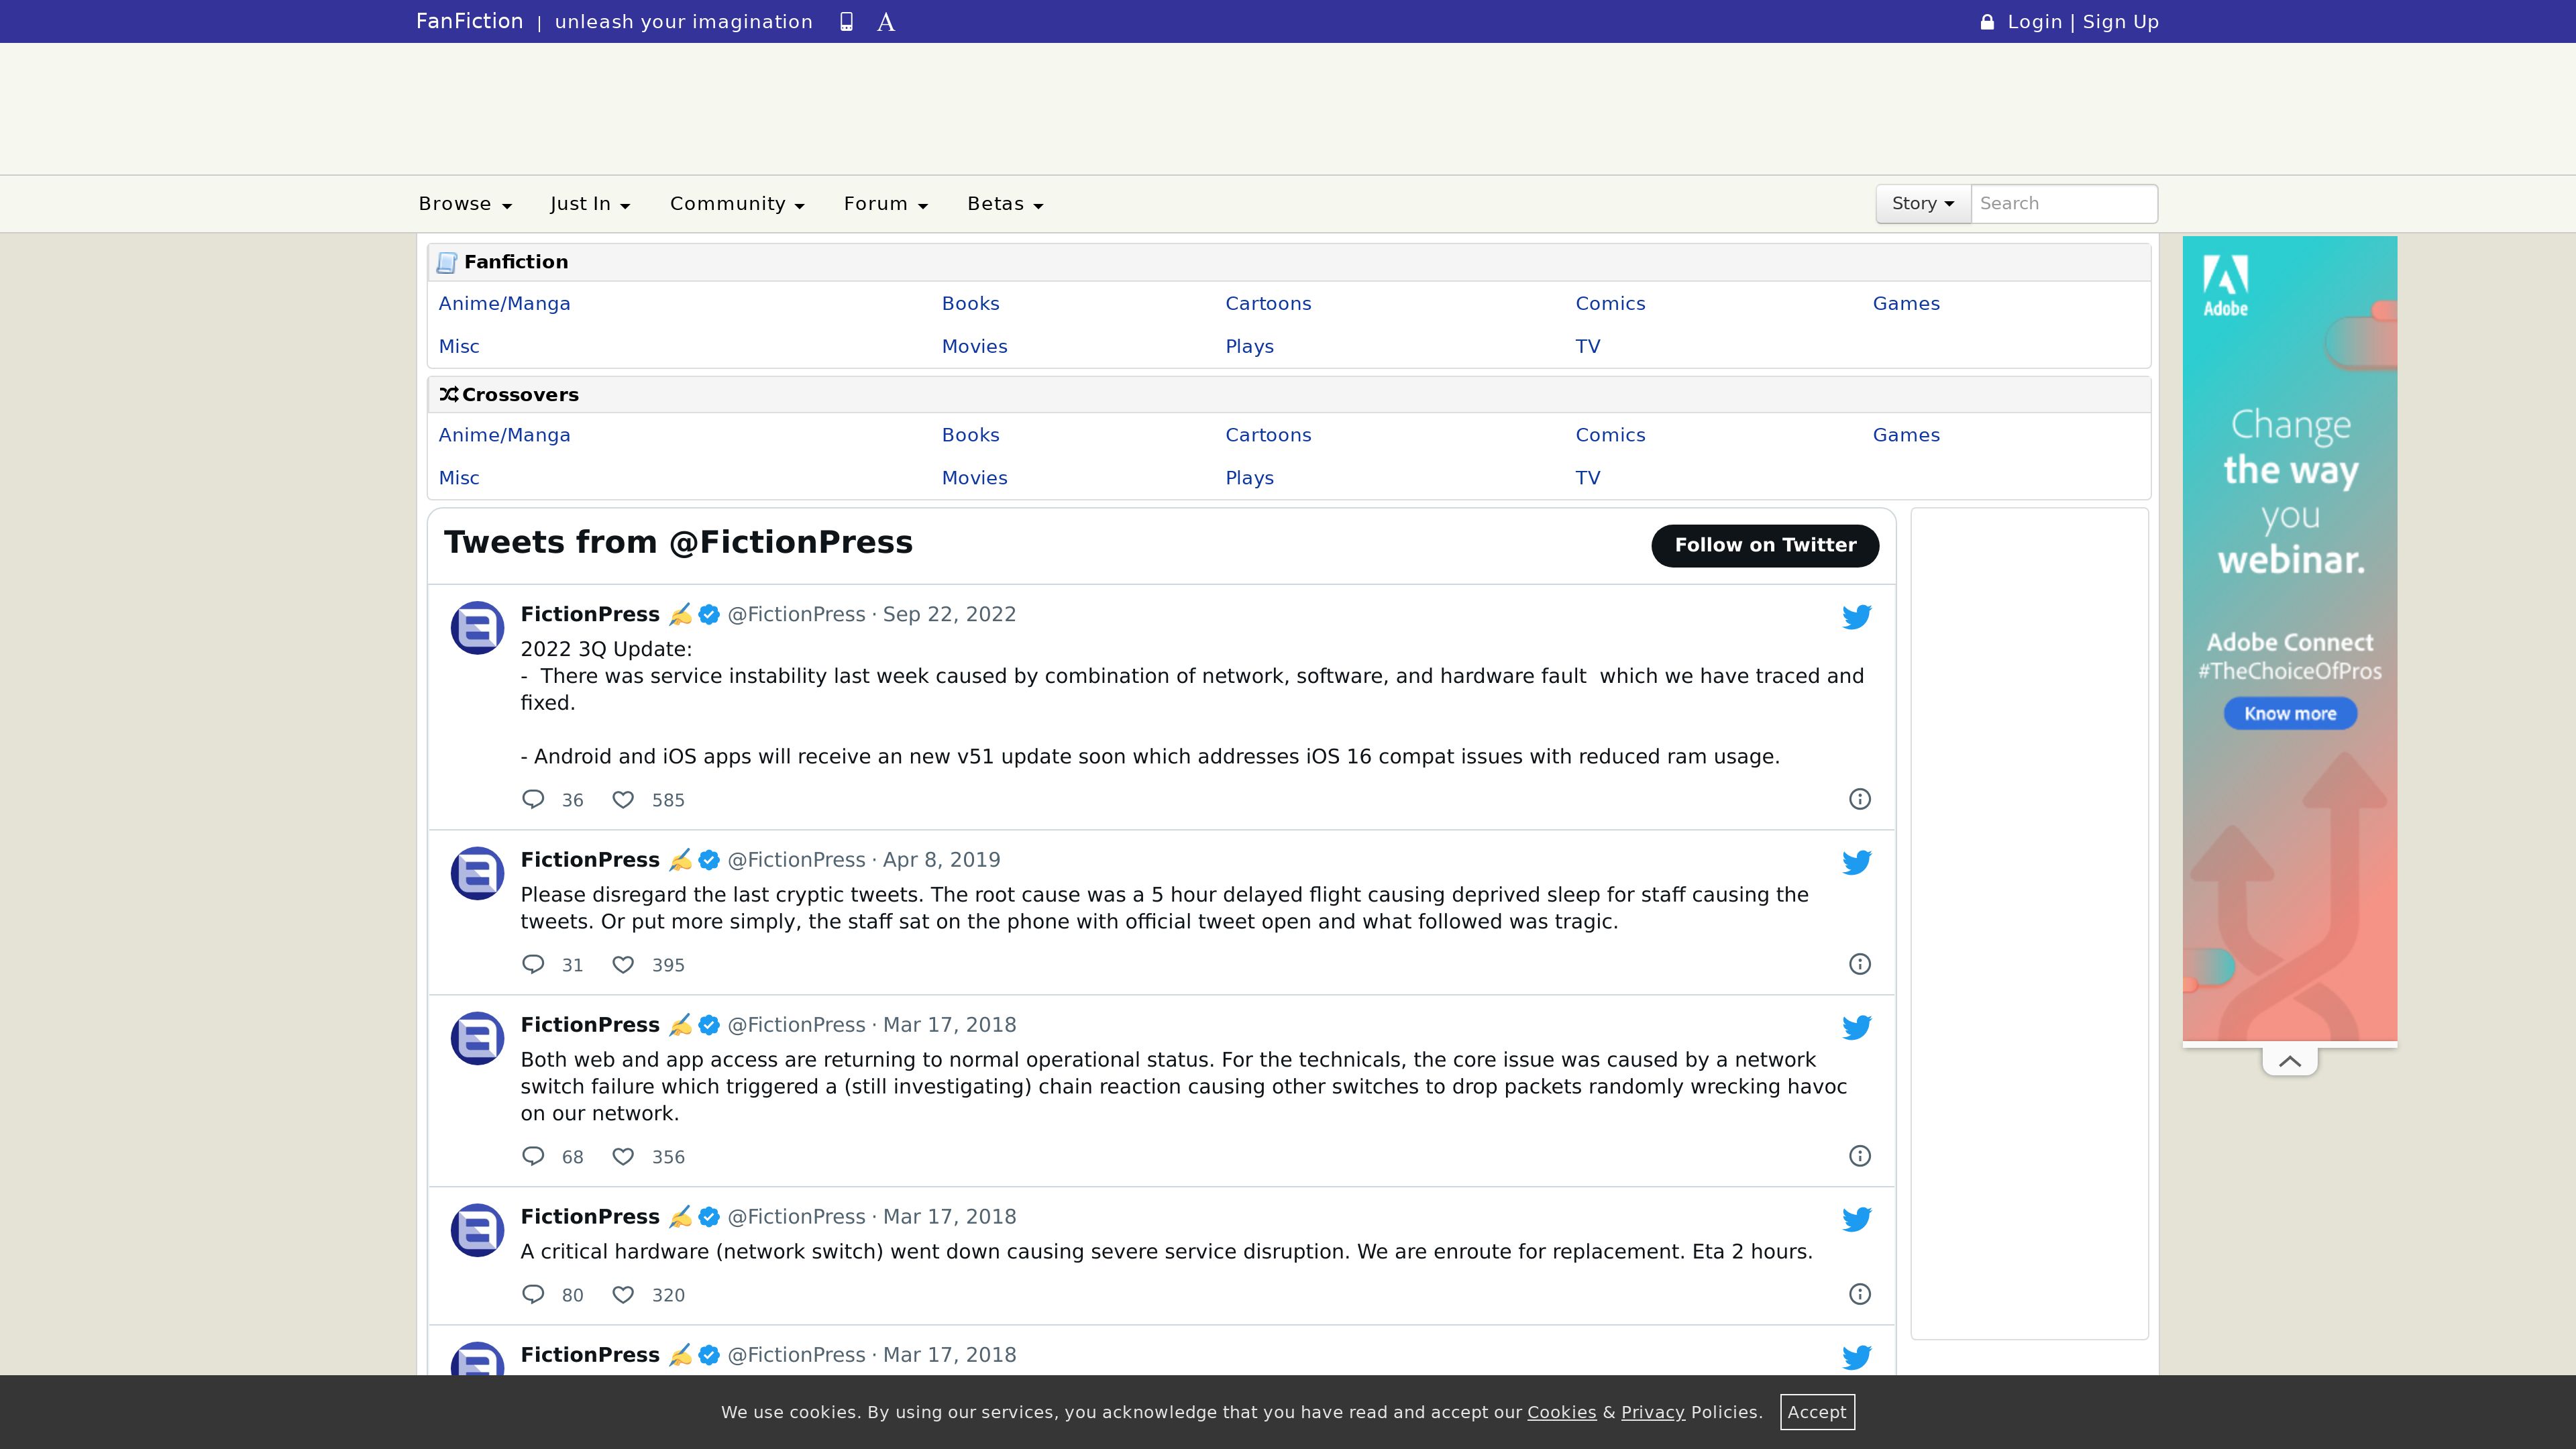 FanFiction | unleash your imagination A Login | Sign Up
Browse Just In Community Forum Betas Story Search
Fanfiction
Anime/Manga Books Cartoons Comics Games
Misc Movies Plays TV
Crossovers
Anime/Manga Books Cartoons Comics Games
Misc Movies Plays TV
Tweets from @FictionPress Follow on Twitter
FictionPress ✍️ @FictionPress · Sep 22, 2022
2022 3Q Update:
- There was service instability last week caused by combination of network, software, and hardware fault which we have traced and
fixed.
- Android and iOS apps will receive an new v51 update soon which addresses iOS 16 compat issues with reduced ram usage.
36 585
FictionPress ✍️ @FictionPress · Apr 8, 2019
Please disregard the last cryptic tweets. The root cause was a 5 hour delayed flight causing deprived sleep for staff causing the
tweets. Or put more simply, the staff sat on the phone with official tweet open and what followed was tragic.
31 395
FictionPress ✍️ @FictionPress · Mar 17, 2018
Both web and app access are returning to normal operational status. For the technicals, the core issue was caused by a network
switch failure which triggered a (still investigating) chain reaction causing other switches to drop packets randomly wrecking havoc
on our network.
68 356
FictionPress ✍️ @FictionPress · Mar 17, 2018
A critical hardware (network switch) went down causing severe service disruption. We are enroute for replacement. Eta 2 hours.
80 320
FictionPress ✍️ @FictionPress · Mar 17, 2018
Adobe
Change
the way
you
webinar.
Adobe Connect
#TheChoiceOfPros
Know more
We use cookies. By using our services, you acknowledge that you have read and accept our Cookies & Privacy Policies. Accept